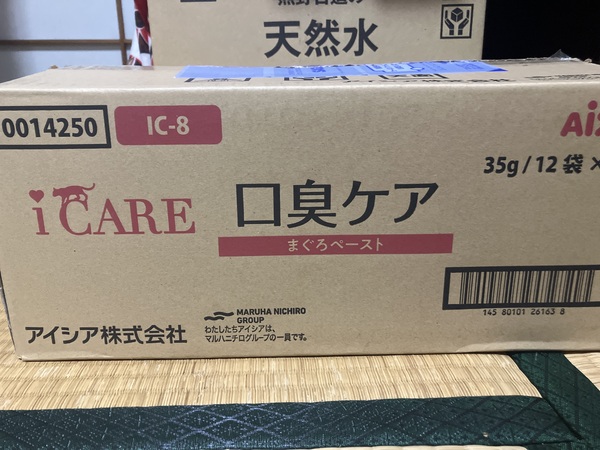 天然水
0014250
IC-8
35g/12 袋 ×
iCARE
口臭ケア
まぐろペースト
145 80101 26163 8
アイシア株式会社
MARUHA NICHIRO
GROUP
わたしたちアイシアは、
マルハニチログループの一員です。